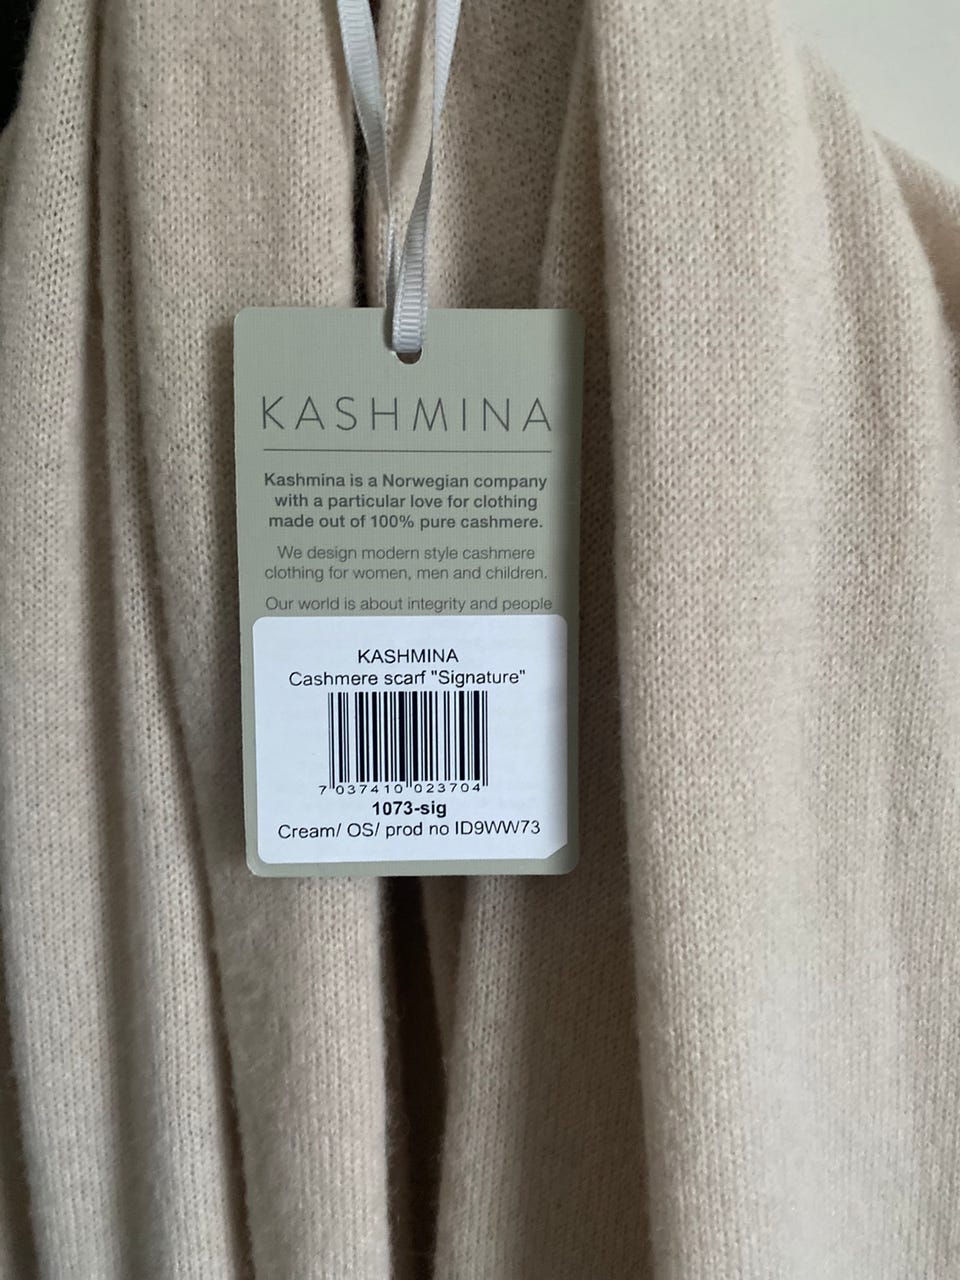 KASHMINA
Kashmina is a Norwegian company
with a particular love for clothing
made out of 100% pure cashmere.
We design modern style cashmere
clothing for women, men and children.
Our world is about integrity and people
KASHMINA
Cashmere scarf "Signature"
7 037410 023704
1073-sig
Cream/ OS/ prod no ID9WW73